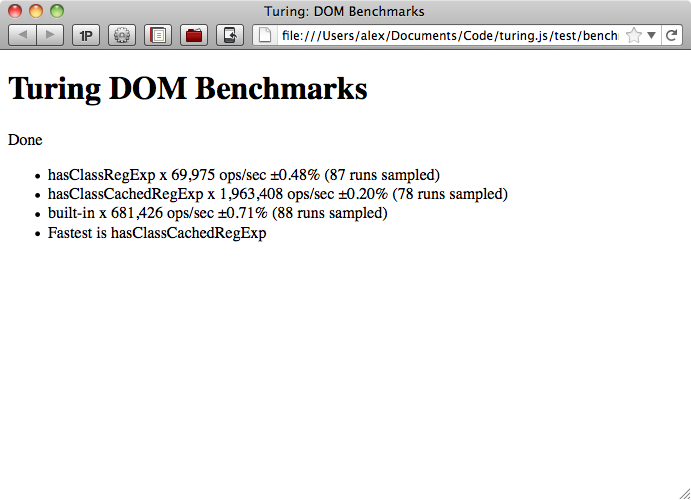 Turing: DOM Benchmarks
1P
file:///Users/alex/Documents/Code/turing.js/test/bench
Turing DOM Benchmarks
Done
• hasClassRegExp x 69,975 ops/sec ±0.48% (87 runs sampled)
• hasClassCachedRegExp x 1,963,408 ops/sec ±0.20% (78 runs sampled)
• built-in x 681,426 ops/sec ±0.71% (88 runs sampled)
• Fastest is hasClassCachedRegExp